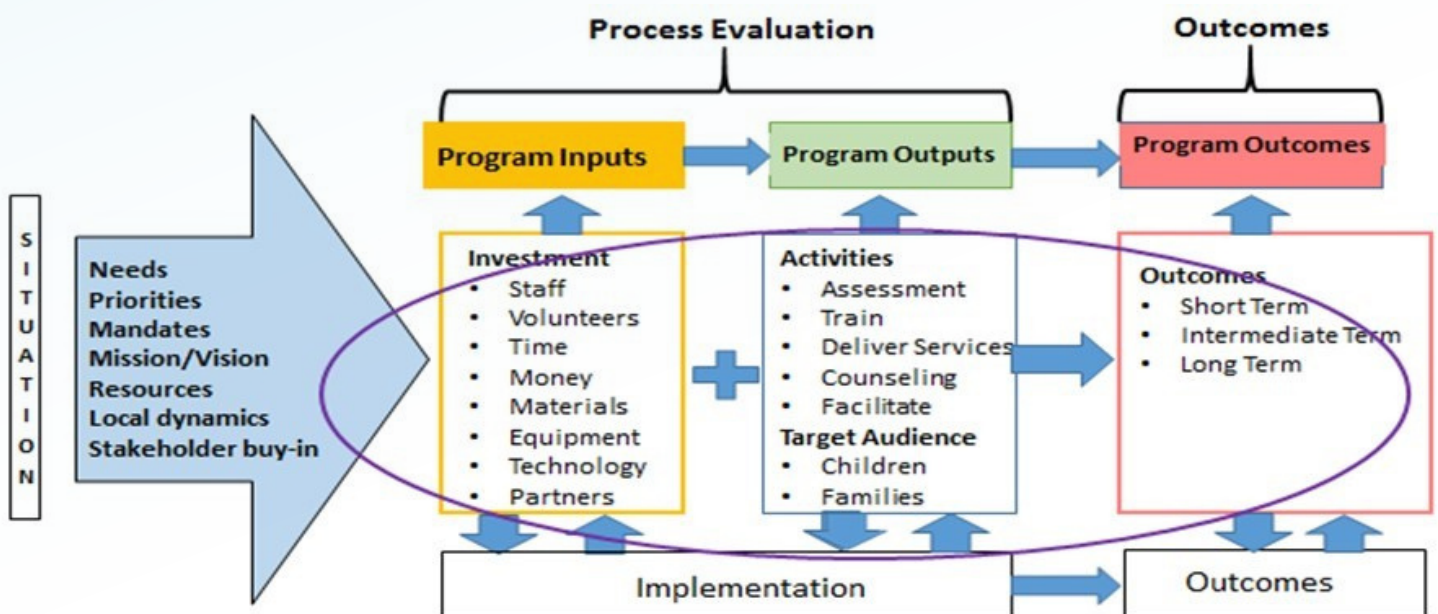 Process Evaluation
Outcomes
Program Inputs
Program Outputs
Program Outcomes
SITUATION
Needs
Priorities
Mandates
Mission/Vision
Resources
Local dynamics
Stakeholder buy-in
Investment
• Staff
• Volunteers
• Time
• Money
• Materials
• Equipment
• Technology
• Partners
Activities
• Assessment
• Train
• Deliver Services
• Counseling
• Facilitate
Target Audience
• Children
• Families
Outcomes
• Short Term
• Intermediate Term
• Long Term
Implementation
Outcomes